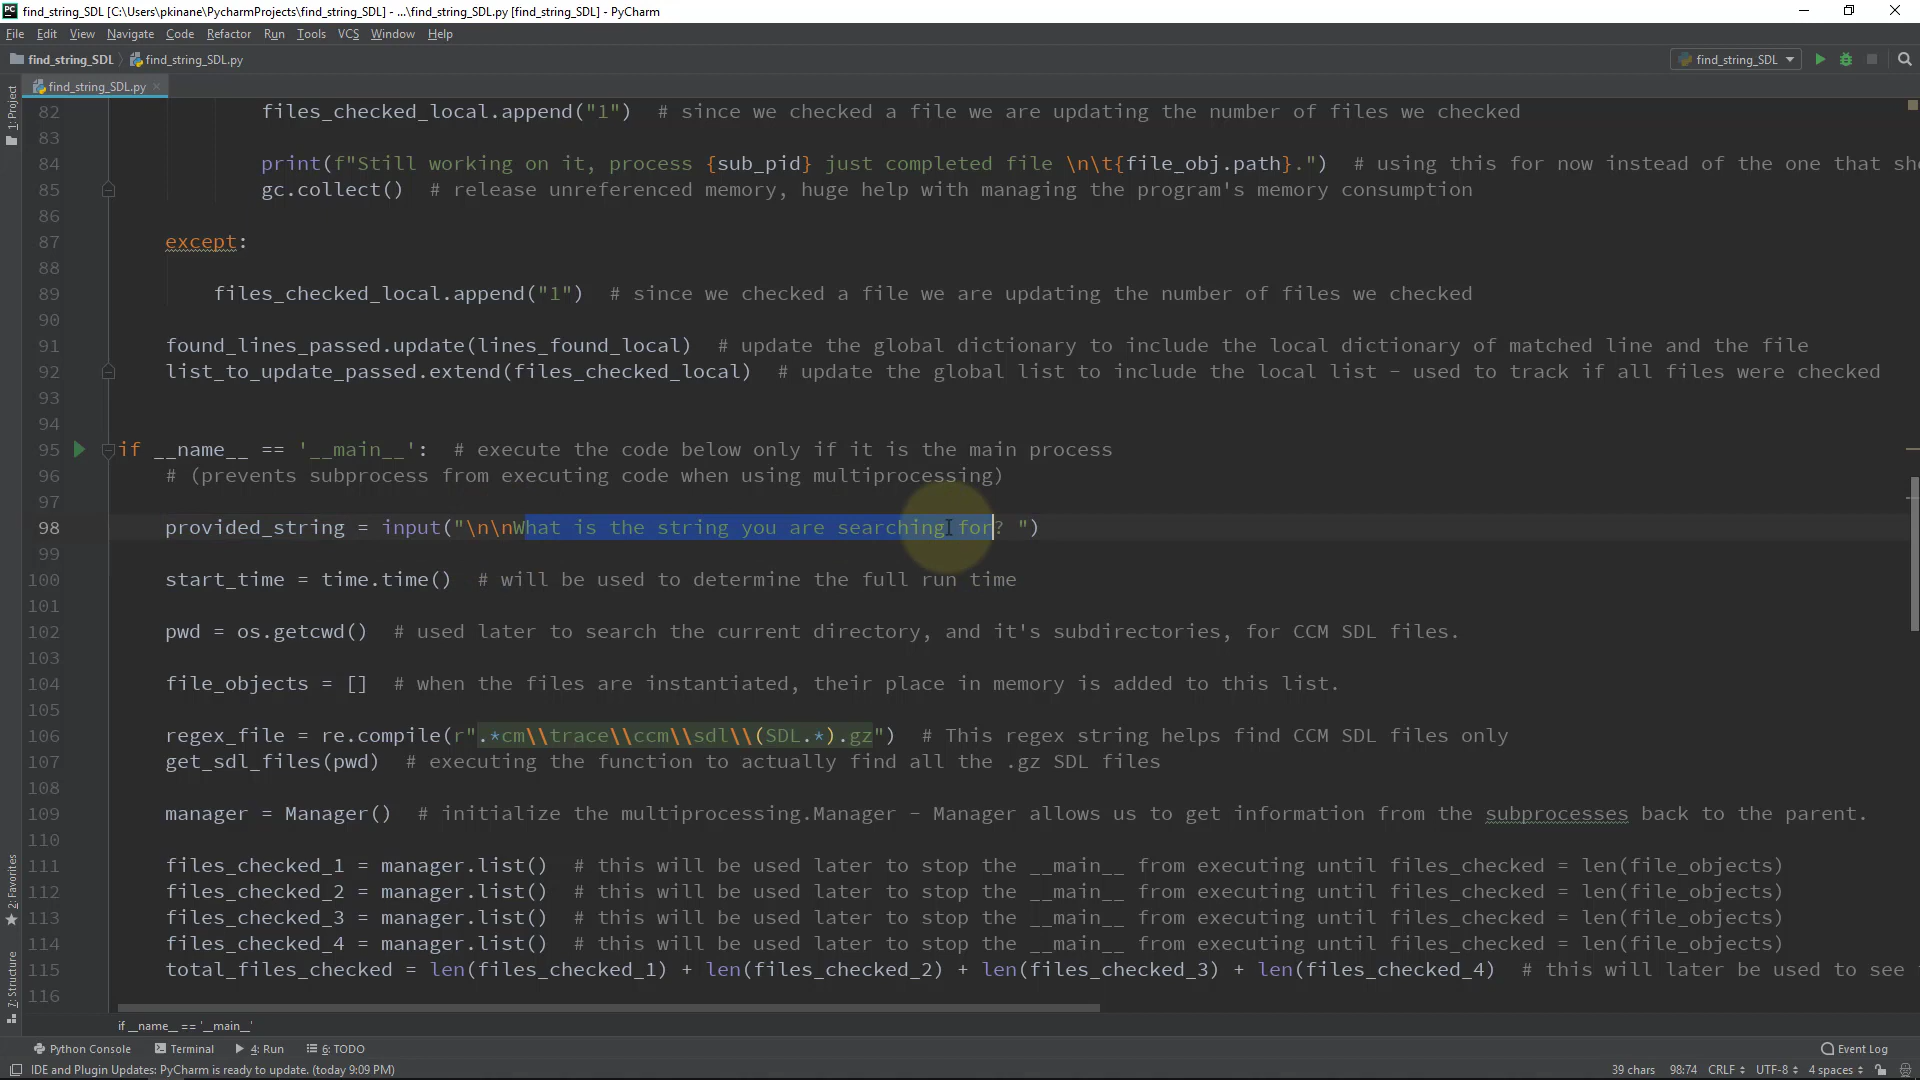 find_string_SDL [C:\Users\pkinane\PycharmProjects\find_string_SDL] - ...\find_string_SDL.py [find_string_SDL] - PyCharm
File Edit View Navigate Code Refactor Run Tools VCS Window Help
find_string_SDL find_string_SDL.py find_string_SDL
find_string_SDL.py
1: Project
82 files_checked_local.append("1")  # since we checked a file we are updating the number of files we checked
83
84 print(f"Still working on it, process {sub_pid} just completed file \n\t{file_obj.path}.")  # using this for now instead of the one that sh
85 gc.collect()  # release unreferenced memory, huge help with managing the program's memory consumption
86
87 except:
88
89 files_checked_local.append("1")  # since we checked a file we are updating the number of files we checked
90
91 found_lines_passed.update(lines_found_local)  # update the global dictionary to include the local dictionary of matched line and the file
92 list_to_update_passed.extend(files_checked_local)  # update the global list to include the local list - used to track if all files were checked
93
94
95 if __name__ == '__main__':  # execute the code below only if it is the main process
96 # (prevents subprocess from executing code when using multiprocessing)
97
98 provided_string = input("\n\nWhat is the string you are searching for? ")
99
100 start_time = time.time()  # will be used to determine the full run time
101
102 pwd = os.getcwd()  # used later to search the current directory, and it's subdirectories, for CCM SDL files.
103
104 file_objects = []  # when the files are instantiated, their place in memory is added to this list.
105
106 regex_file = re.compile(r".*cm\\trace\\ccm\\sdl\\(SDL.*).gz")  # This regex string helps find CCM SDL files only
107 get_sdl_files(pwd)  # executing the function to actually find all the .gz SDL files
108
109 manager = Manager()  # initialize the multiprocessing.Manager - Manager allows us to get information from the subprocesses back to the parent.
110
111 files_checked_1 = manager.list()  # this will be used later to stop the __main__ from executing until files_checked = len(file_objects)
112 files_checked_2 = manager.list()  # this will be used later to stop the __main__ from executing until files_checked = len(file_objects)
113 files_checked_3 = manager.list()  # this will be used later to stop the __main__ from executing until files_checked = len(file_objects)
114 files_checked_4 = manager.list()  # this will be used later to stop the __main__ from executing until files_checked = len(file_objects)
115 total_files_checked = len(files_checked_1) + len(files_checked_2) + len(files_checked_3) + len(files_checked_4)  # this will later be used to see
116
2: Favorites
7: Structure
if __name__ == '__main__'
Python Console Terminal 4: Run 6: TODO Event Log
IDE and Plugin Updates: PyCharm is ready to update. (today 9:09 PM) 39 chars 98:74 CRLF UTF-8 4 spaces